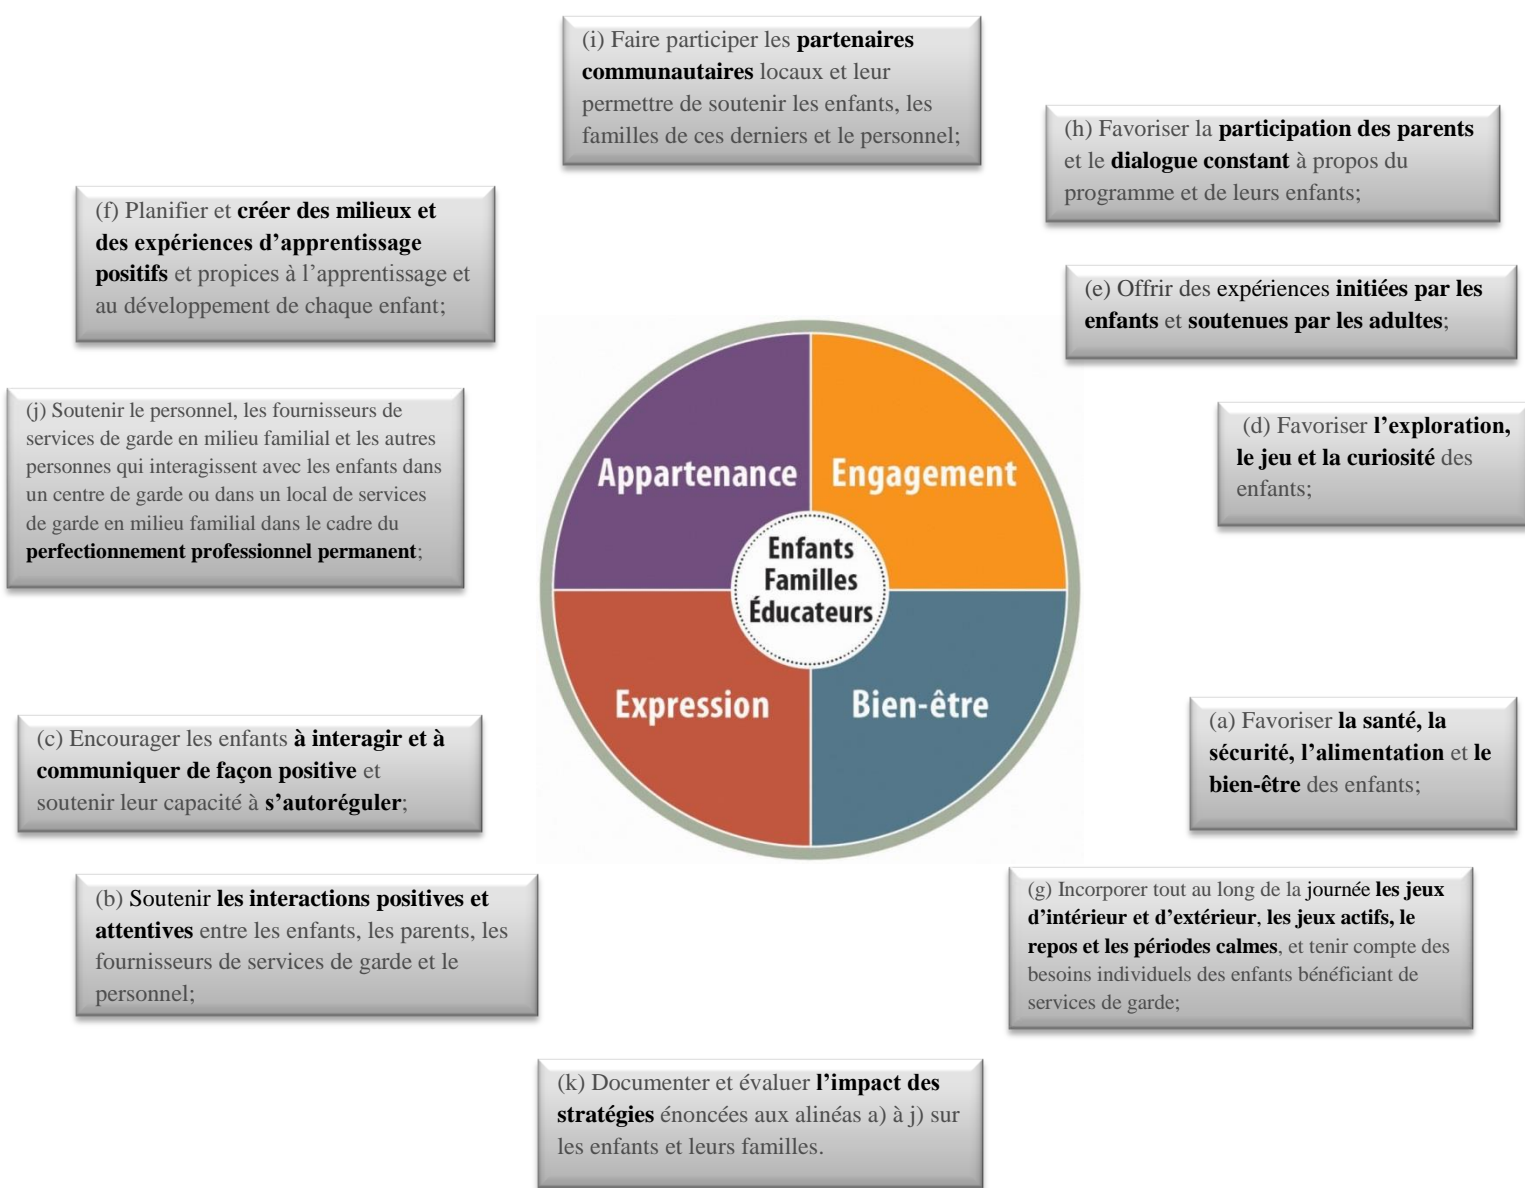 (i) Faire participer les partenaires
communautaires locaux et leur
permettre de soutenir les enfants, les
familles de ces derniers et le personnel;
(h) Favoriser la participation des parents
et le dialogue constant à propos du
programme et de leurs enfants;
(f) Planifier et créer des milieux et
des expériences d’apprentissage
positifs et propices à l’apprentissage et
au développement de chaque enfant;
(e) Offrir des expériences initiées par les
enfants et soutenues par les adultes;
(j) Soutenir le personnel, les fournisseurs de
services de garde en milieu familial et les autres
personnes qui interagissent avec les enfants dans
un centre de garde ou dans un local de services
de garde en milieu familial dans le cadre du
perfectionnement professionnel permanent;
(d) Favoriser l’exploration,
le jeu et la curiosité des
enfants;
Appartenance
Engagement
Enfants
Familles
Éducateurs
Expression
Bien-être
(c) Encourager les enfants à interagir et à
communiquer de façon positive et
soutenir leur capacité à s’autoréguler;
(a) Favoriser la santé, la
sécurité, l’alimentation et le
bien-être des enfants;
(b) Soutenir les interactions positives et
attentives entre les enfants, les parents, les
fournisseurs de services de garde et le
personnel;
(g) Incorporer tout au long de la journée les jeux
d’intérieur et d’extérieur, les jeux actifs, le
repos et les périodes calmes, et tenir compte des
besoins individuels des enfants bénéficiant de
services de garde;
(k) Documenter et évaluer l’impact des
stratégies énoncées aux alinéas a) à j) sur
les enfants et leurs familles.